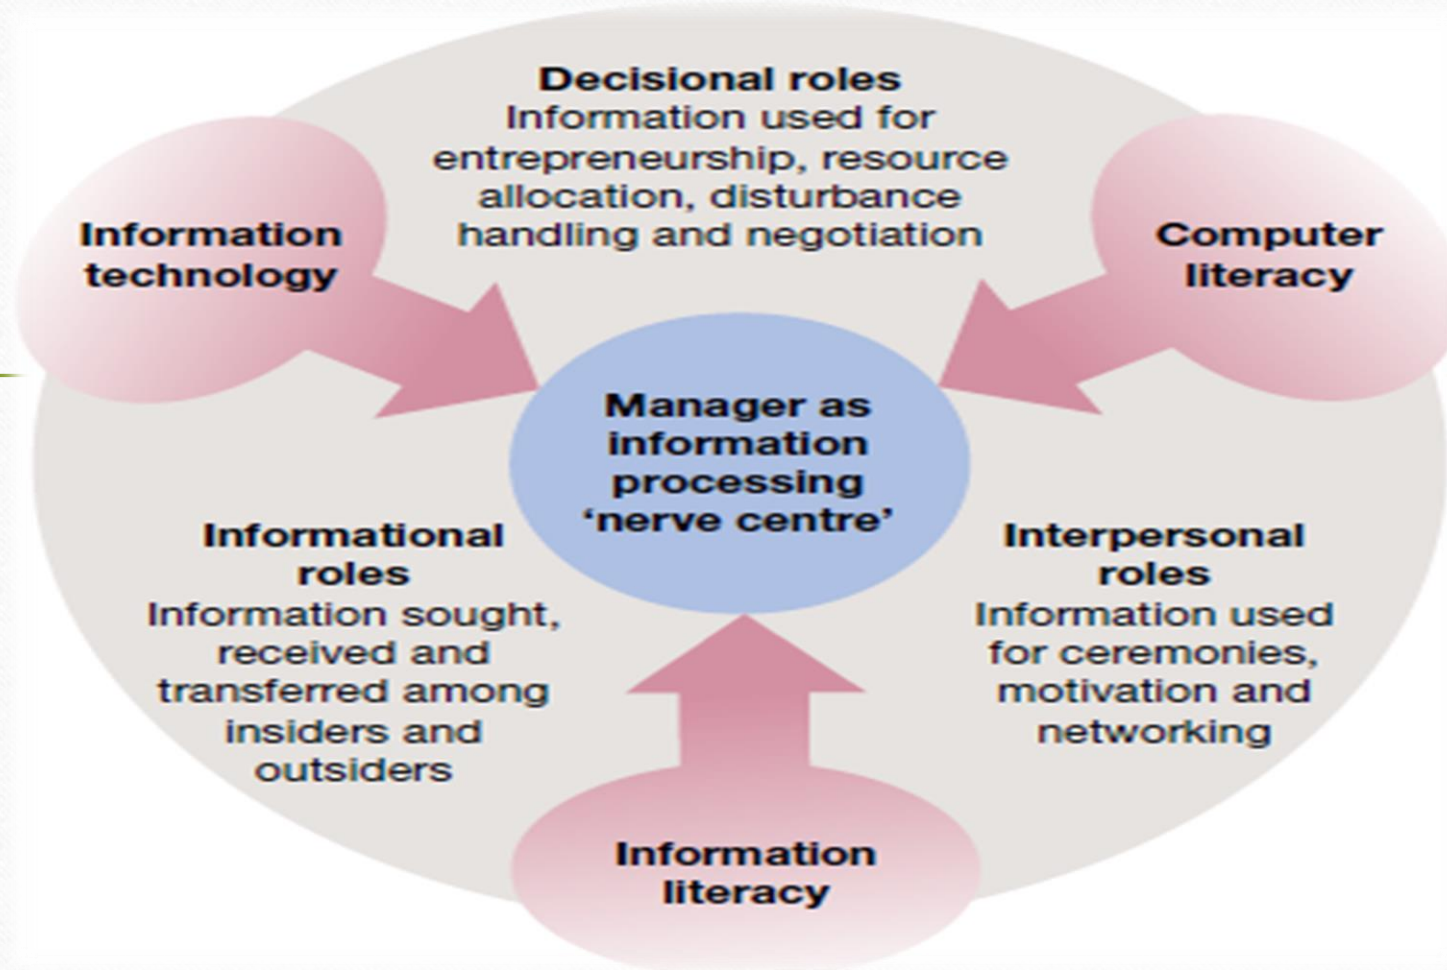 Decisional roles
Information used for
entrepreneurship, resource
allocation, disturbance
handling and negotiation
Information
technology
Computer
literacy
Manager as
information
processing
‘nerve centre’
Informational
roles
Information sought,
received and
transferred among
insiders and
outsiders
Interpersonal
roles
Information used
for ceremonies,
motivation and
networking
Information
literacy